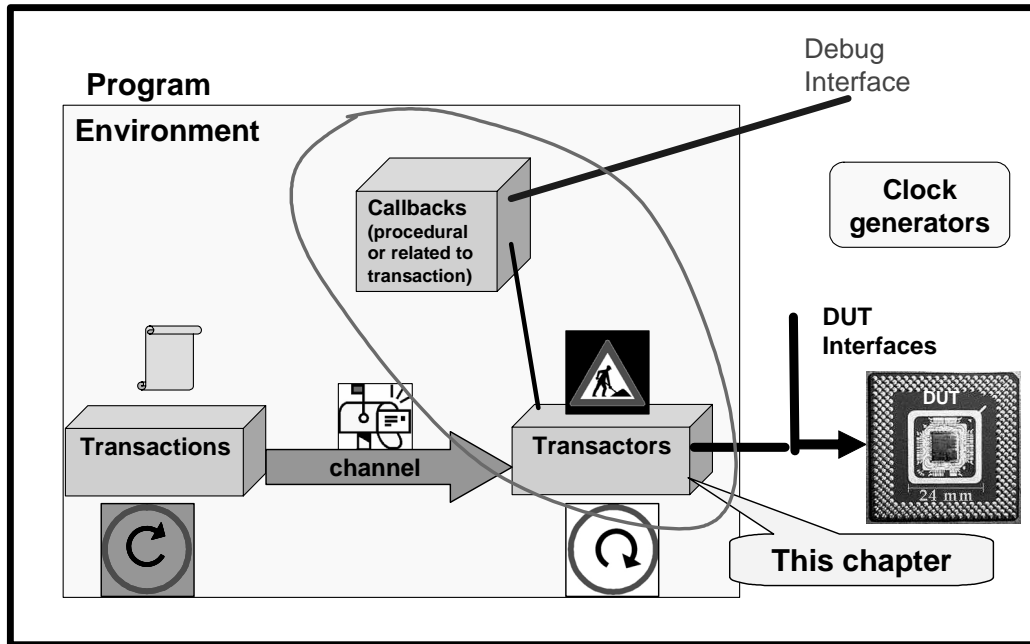 Debug
Interface
Program
Environment
Callbacks
(procedural
or related to
transaction)
Clock
generators
DUT
Interfaces
DUT
24 mm
Transactions
channel
Transactors
This chapter